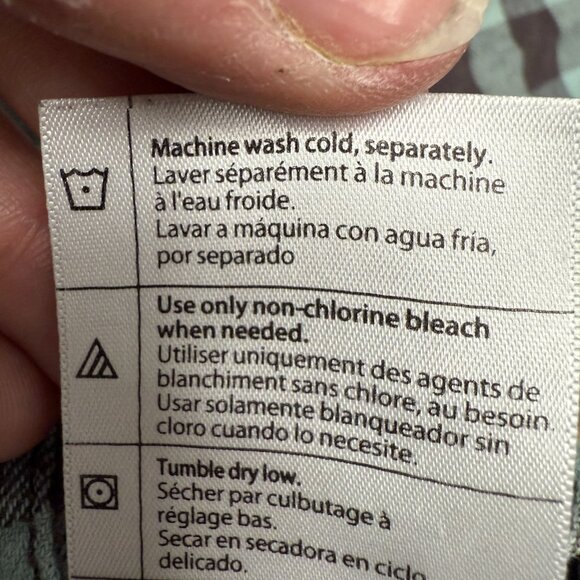 Machine wash cold, separately.
Laver séparément à la machine
à l'eau froide.
Lavar a máquina con agua fría,
por separado
Use only non-chlorine bleach
when needed.
Utiliser uniquement des agents de
blanchiment sans chlore, au besoin
Usar solamente blanqueador sin
cloro cuando lo necesite.
Tumble dry low.
Sécher par culbutage à
réglage bas.
Secar en secadora en ciclo
delicado.